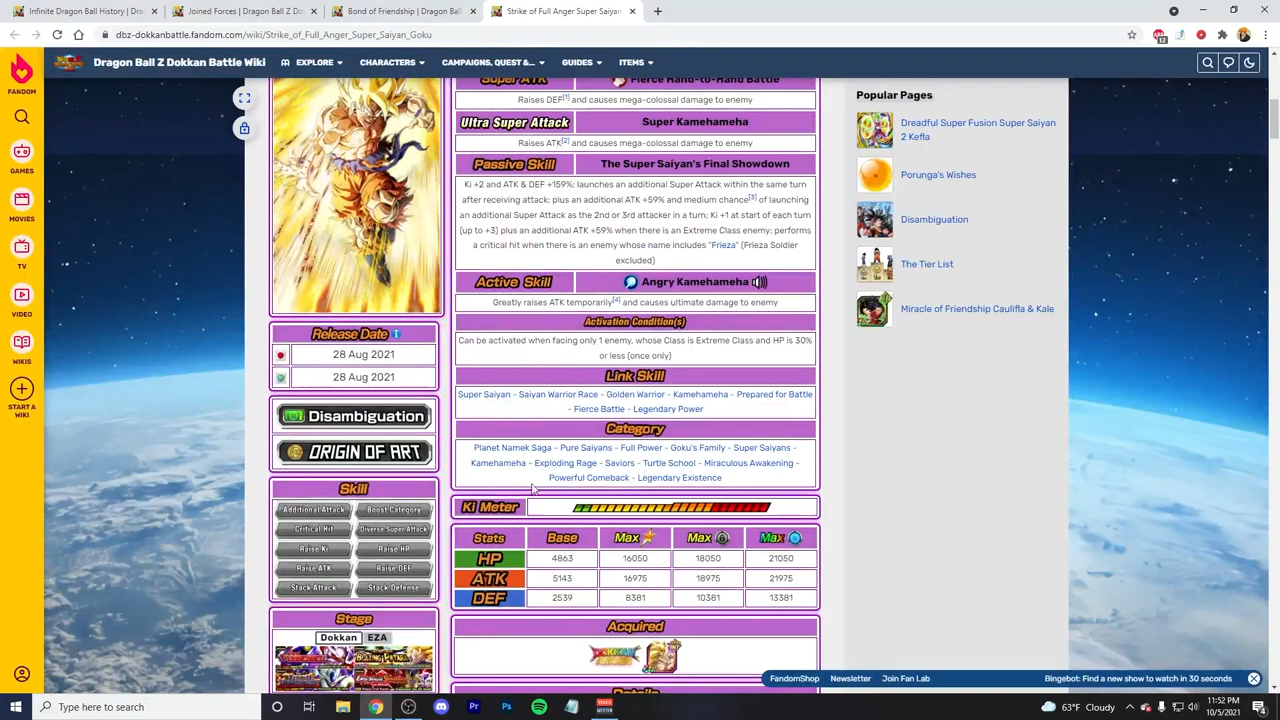 Infinite Dragon Ball History | Dra
Joined Forces | Dragon Ball Z Do
Bond of Friendship | Dragon Ball
Strike of Full Anger Super Saiyan
dbz-dokkanbattle.fandom.com/wiki/Strike_of_Full_Anger_Super_Saiyan_Goku
12
FANDOM
GAMES
MOVIES
TV
VIDEO
WIKIS
START A
WIKI
Dragon Ball Z Dokkan Battle Wiki
EXPLORE
CHARACTERS
CAMPAIGNS, QUEST &...
GUIDES
ITEMS
Super ATK
Fierce Hand-to-Hand Battle
Raises DEF[1] and causes mega-colossal damage to enemy
Ultra Super Attack
Super Kamehameha
Raises ATK[2] and causes mega-colossal damage to enemy
Passive Skill
The Super Saiyan's Final Showdown
Ki +2 and ATK & DEF +159%; launches an additional Super Attack within the same turn
after receiving attack; plus an additional ATK +59% and medium chance[3] of launching
an additional Super Attack as the 2nd or 3rd attacker in a turn; Ki +1 at start of each turn
(up to +3) plus an additional ATK +59% when there is an Extreme Class enemy; performs
a critical hit when there is an enemy whose name includes "Frieza" (Frieza Soldier
excluded)
Active Skill
Angry Kamehameha
Greatly raises ATK temporarily[4] and causes ultimate damage to enemy
Activation Condition(s)
Can be activated when facing only 1 enemy, whose Class is Extreme Class and HP is 30%
or less (once only)
Link Skill
Super Saiyan - Saiyan Warrior Race - Golden Warrior - Kamehameha - Prepared for Battle
- Fierce Battle - Legendary Power
Category
Planet Namek Saga - Pure Saiyans - Full Power - Goku's Family - Super Saiyans -
Kamehameha - Exploding Rage - Saviors - Turtle School - Miraculous Awakening -
Powerful Comeback - Legendary Existence
Ki Meter
Stats Base Max Max Max
HP 4863 16050 18050 21050
ATK 5143 16975 18975 21975
DEF 2539 8381 10381 13381
Acquired
Details
Release Date
28 Aug 2021
28 Aug 2021
Disambiguation
ORIGIN OF ART
Skill
Additional Attack
Boost Category
Critical Hit
Diverse Super Attack
Raise Ki
Raise HP
Raise ATK
Raise DEF
Stack Attack
Stack Defense
Stage
Dokkan EZA
Popular Pages
Dreadful Super Fusion Super Saiyan
2 Kefla
Porunga's Wishes
Disambiguation
The Tier List
Miracle of Friendship Caulifla & Kale
FandomShop
Newsletter
Join Fan Lab
Bingebot: Find a new show to watch in 30 seconds
Type here to search
63°F Cloudy
11:52 PM
10/5/2021
4